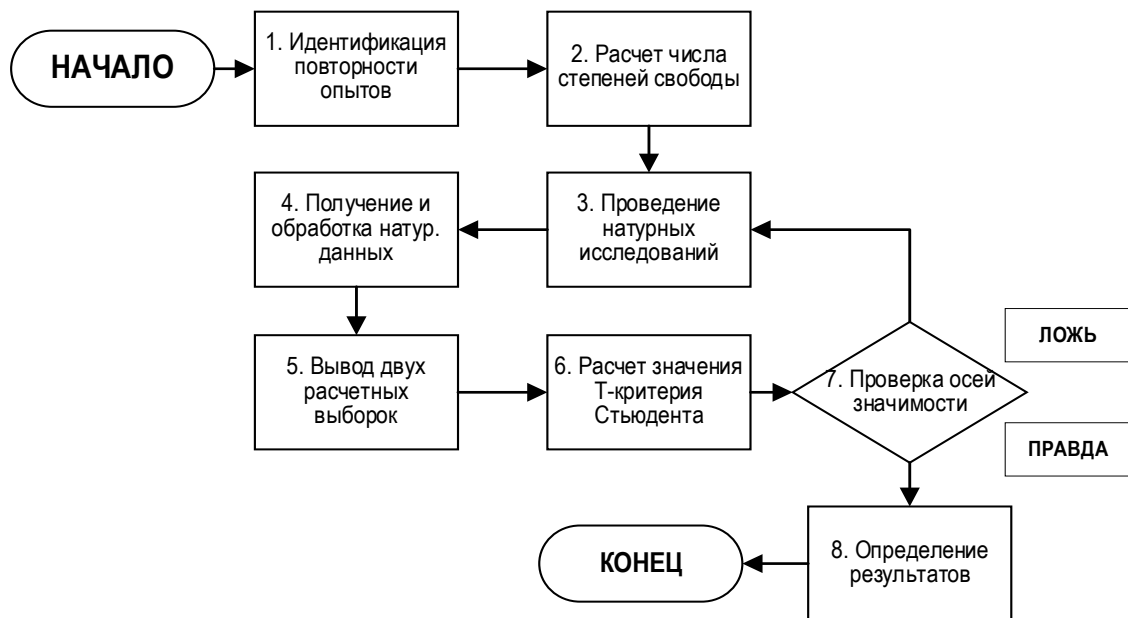 НАЧАЛО
1. Идентификация
повторности
опытов
2. Расчет числа
степеней свободы
4. Получение и
обработка натур.
данных
3. Проведение
натурных
исследований
5. Вывод двух
расчетных
выборок
6. Расчет значения
Т-критерия
Стьюдента
7. Проверка осей
значимости
ЛОЖЬ
ПРАВДА
КОНЕЦ
8. Определение
результатов